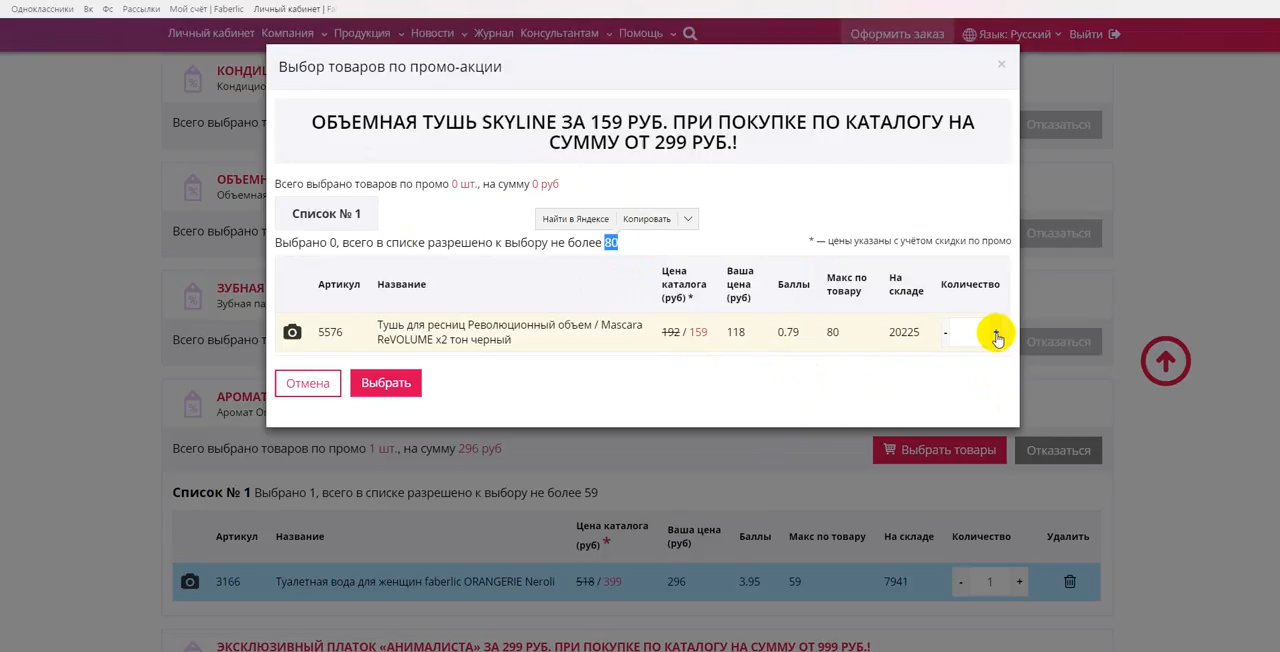 Одноклассники Вк Фс Рассылки Мой счёт | Faberlic Личный кабинет | Fa
Личный кабинет Компания Продукция Новости Журнал Консультантам Помощь Оформить заказ Язык: Русский Выйти
Выбор товаров по промо-акции ×
ОБЪЕМНАЯ ТУШЬ SKYLINE ЗА 159 РУБ. ПРИ ПОКУПКЕ ПО КАТАЛОГУ НА
СУММУ ОТ 299 РУБ.!
Всего выбрано товаров по промо 0 шт., на сумму 0 руб
Список № 1
Найти в Яндексе Копировать
Выбрано 0, всего в списке разрешено к выбору не более 80
* — цены указаны с учётом скидки по промо
Артикул Название Цена каталога (руб) * Ваша цена (руб) Баллы Макс по товару На складе Количество
5576 Тушь для ресниц Революционный объем / Mascara ReVOLUME x2 тон черный 192 / 159 118 0.79 80 20225 - +
Отмена Выбрать
КОНДИЦ
Кондицио
Всего выбрано т
Отказаться
ОБЪЕМН
Объемная
Всего выбрано т
Отказаться
ЗУБНАЯ
Зубная па
Всего выбрано т
Отказаться
АРОМАТ
Аромат Or
Всего выбрано товаров по промо 1 шт., на сумму 296 руб
Выбрать товары Отказаться
Список № 1 Выбрано 1, всего в списке разрешено к выбору не более 59
Артикул Название Цена каталога (руб) * Ваша цена (руб) Баллы Макс по товару На складе Количество Удалить
3166 Туалетная вода для женщин faberlic ORANGERIE Neroli 518 / 399 296 3.95 59 7941 - 1 +
ЭКСКЛЮЗИВНЫЙ ПЛАТОК «АНИМАЛИСТА» ЗА 299 РУБ. ПРИ ПОКУПКЕ ПО КАТАЛОГУ НА СУММУ ОТ 999 РУБ.!